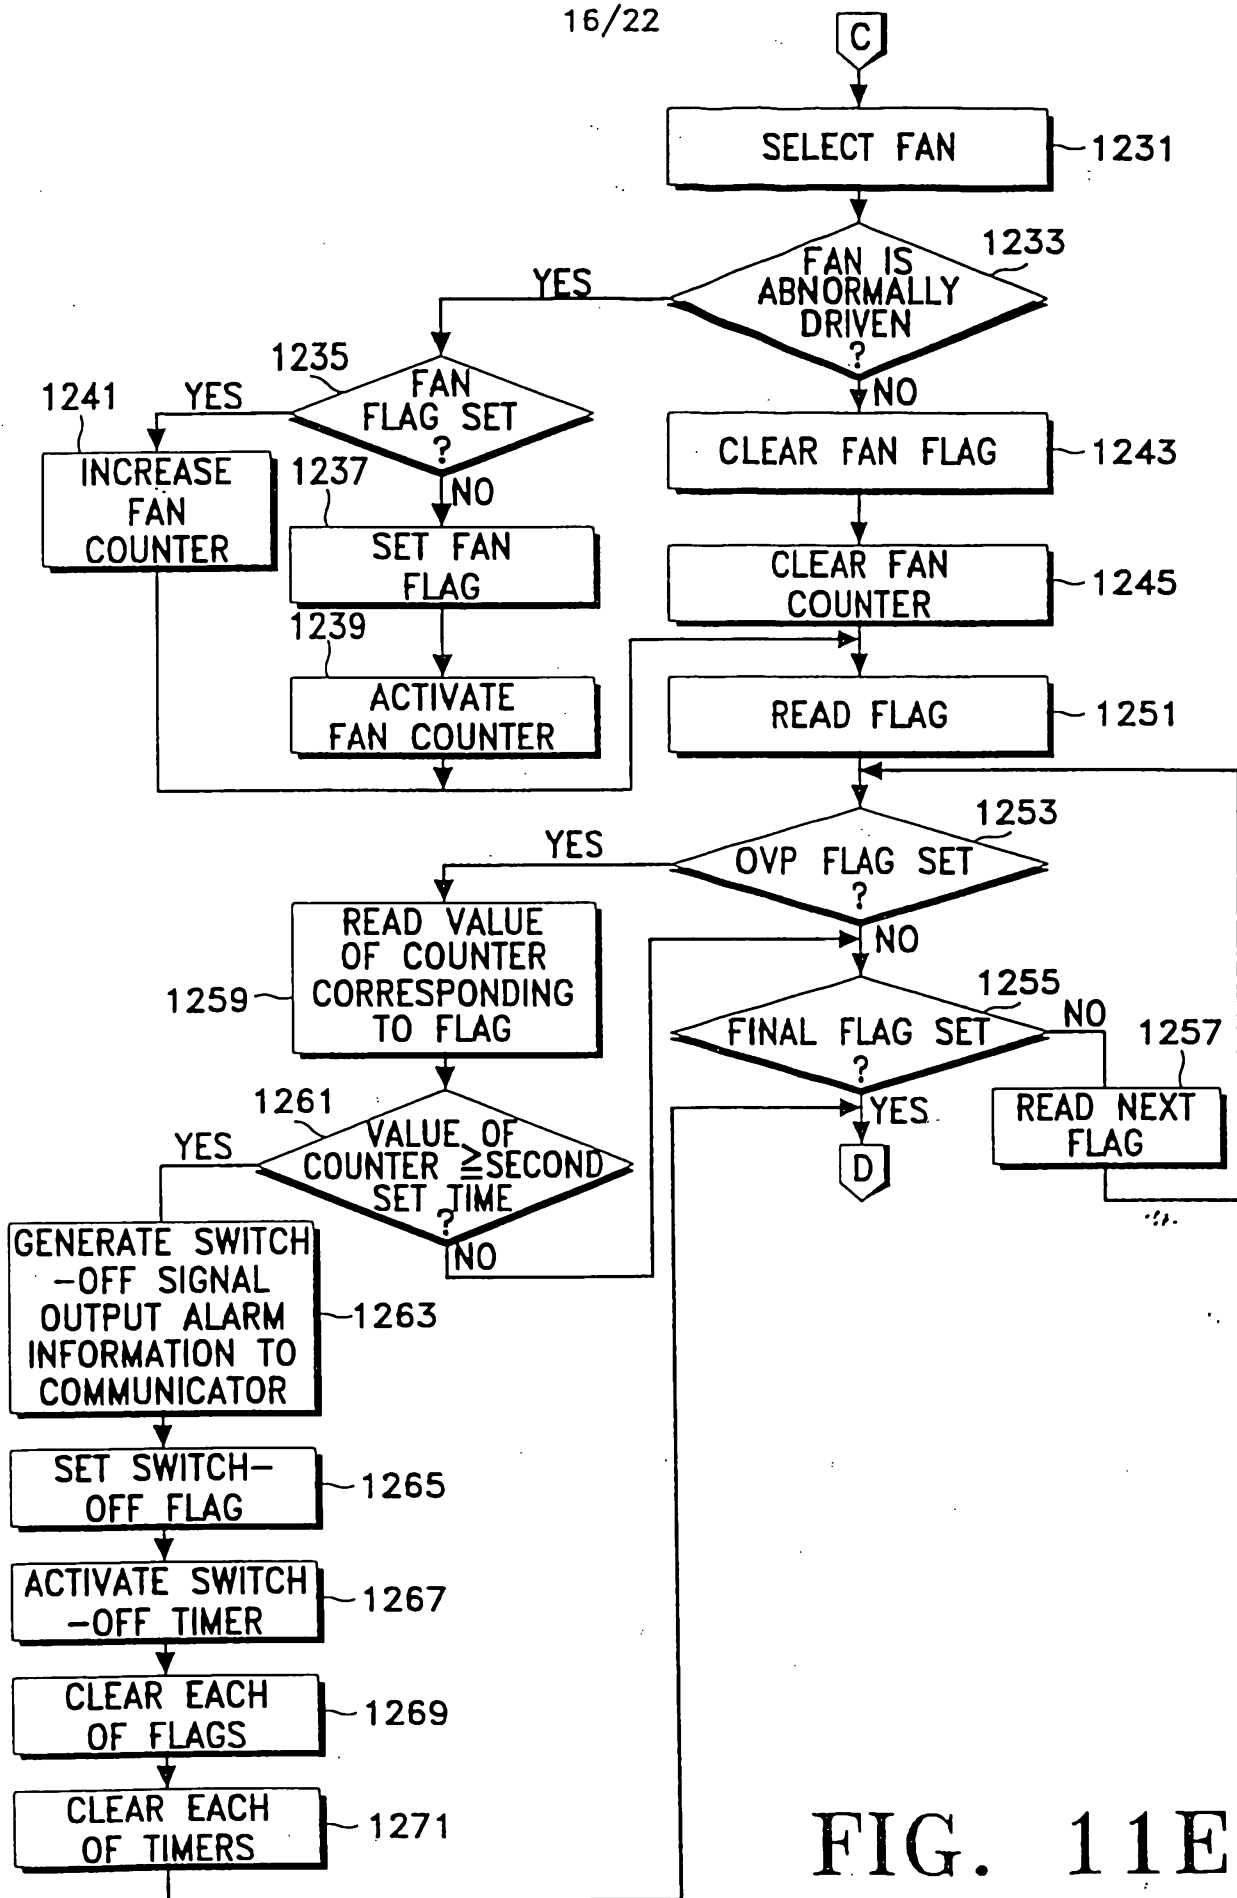 16/22
C
SELECT FAN
1231
FAN IS
ABNORMALLY
DRIVEN
?
1233
YES
NO
1235
FAN
FLAG SET
?
YES
NO
1241
INCREASE
FAN
COUNTER
1237
SET FAN
FLAG
1239
ACTIVATE
FAN COUNTER
CLEAR FAN FLAG
1243
CLEAR FAN
COUNTER
1245
READ FLAG
1251
1253
OVP FLAG SET
?
YES
NO
READ VALUE
OF COUNTER
CORRESPONDING
TO FLAG
1259
1255
FINAL FLAG SET
?
NO
YES
1257
READ NEXT
FLAG
D
1261
VALUE OF
COUNTER ≧SECOND
SET TIME
?
YES
NO
GENERATE SWITCH
-OFF SIGNAL
OUTPUT ALARM
INFORMATION TO
COMMUNICATOR
1263
SET SWITCH-
OFF FLAG
1265
ACTIVATE SWITCH
-OFF TIMER
1267
CLEAR EACH
OF FLAGS
1269
CLEAR EACH
OF TIMERS
1271
FIG. 11E